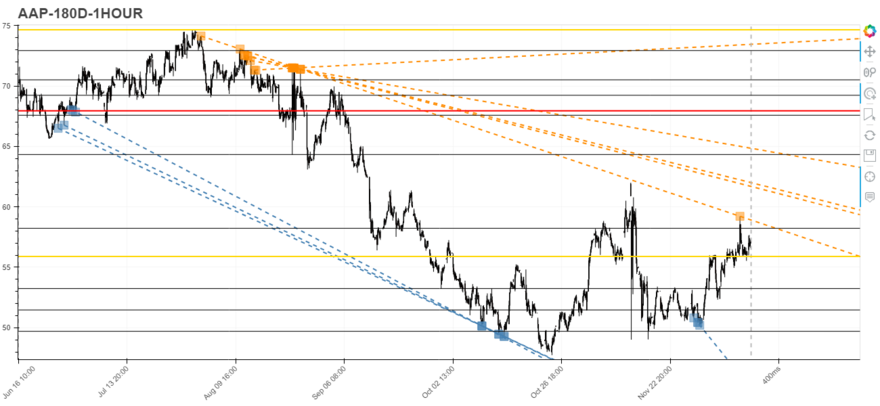 AAP-180D-1HOUR
75
70
65
60
55
50
Jun 16 10:00
Jul 13 20:00
Aug 09 16:00
Sep 06 08:00
Oct 02 13:00
Oct 26 18:00
Nov 22 20:00
400ms